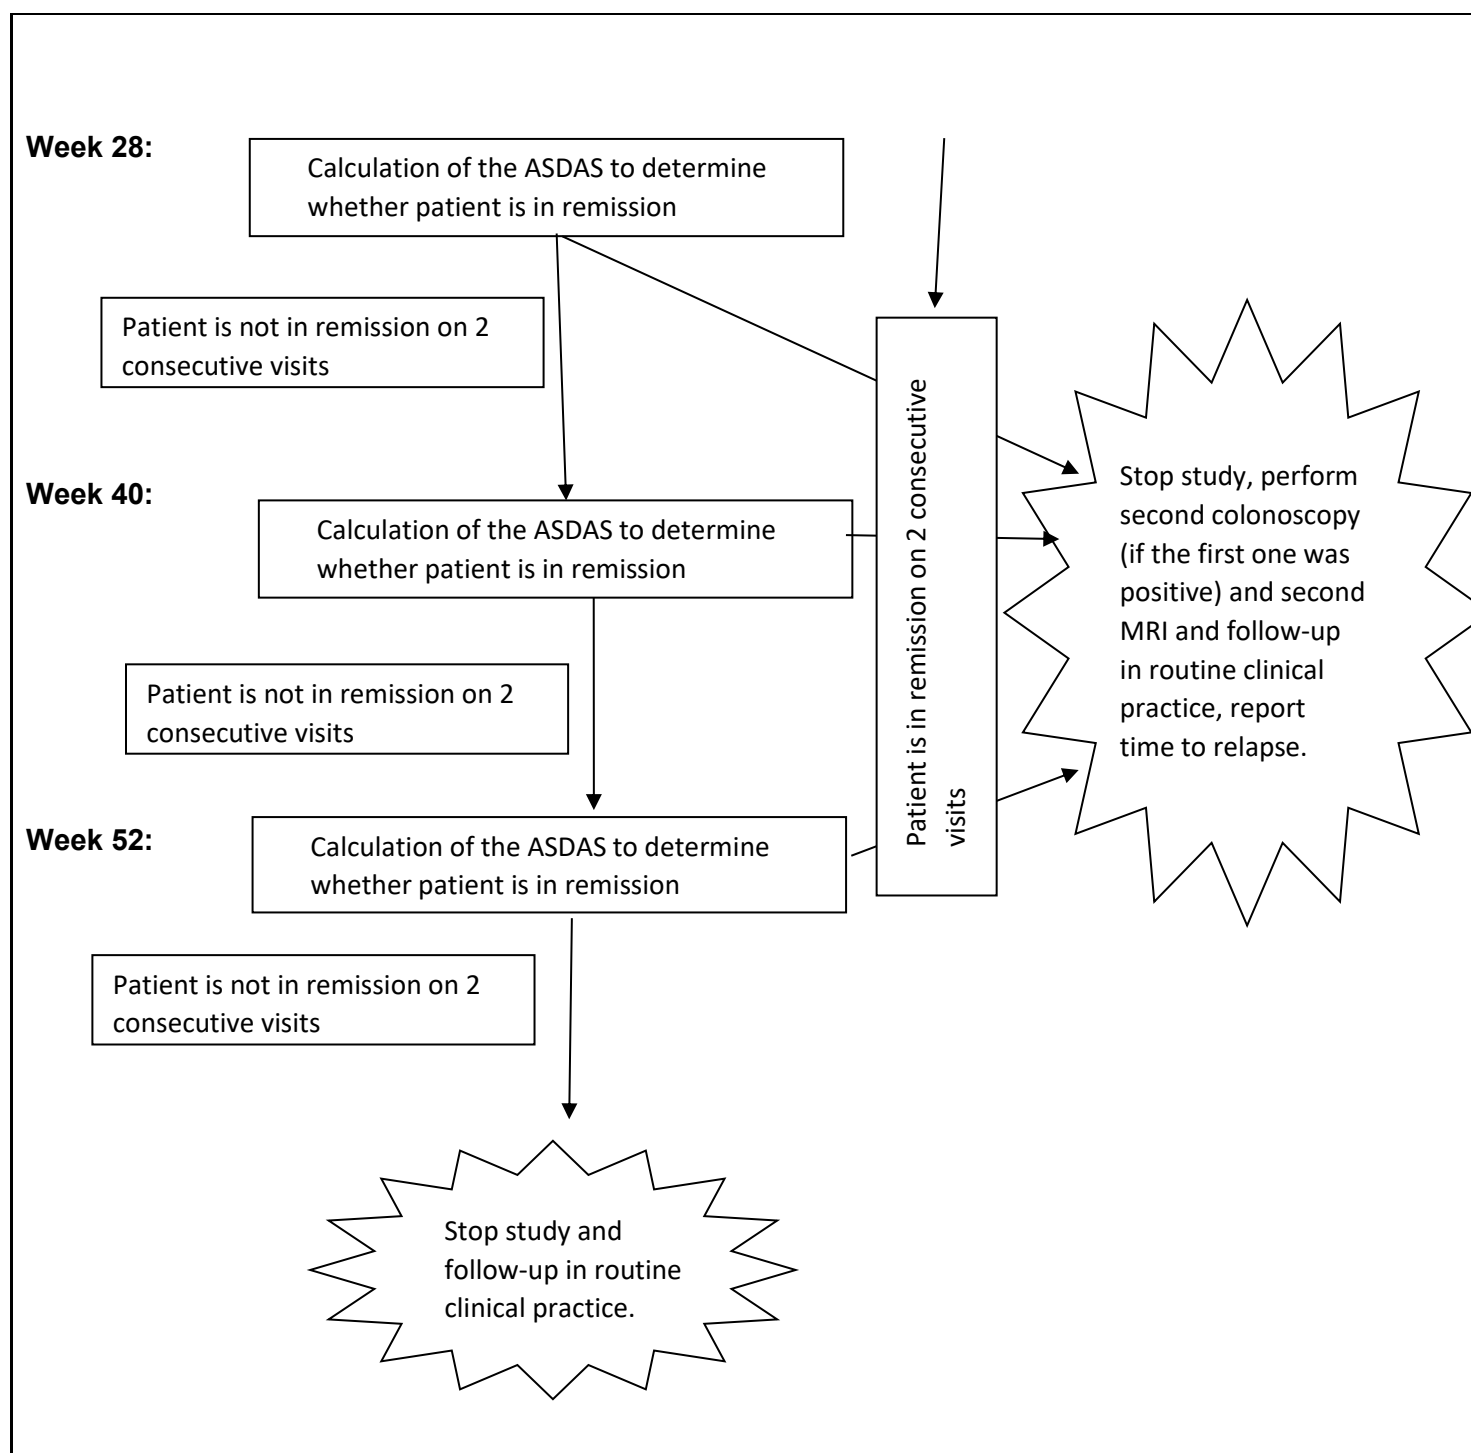 Week 28:
Calculation of the ASDAS to determine
whether patient is in remission
Patient is not in remission on 2
consecutive visits
Patient is in remission on 2 consecutive
visits
Stop study, perform
second colonoscopy
(if the first one was
positive) and second
MRI and follow-up
in routine clinical
practice, report
time to relapse.
Week 40:
Calculation of the ASDAS to determine
whether patient is in remission
Patient is not in remission on 2
consecutive visits
Week 52:
Calculation of the ASDAS to determine
whether patient is in remission
Patient is not in remission on 2
consecutive visits
Stop study and
follow-up in routine
clinical practice.